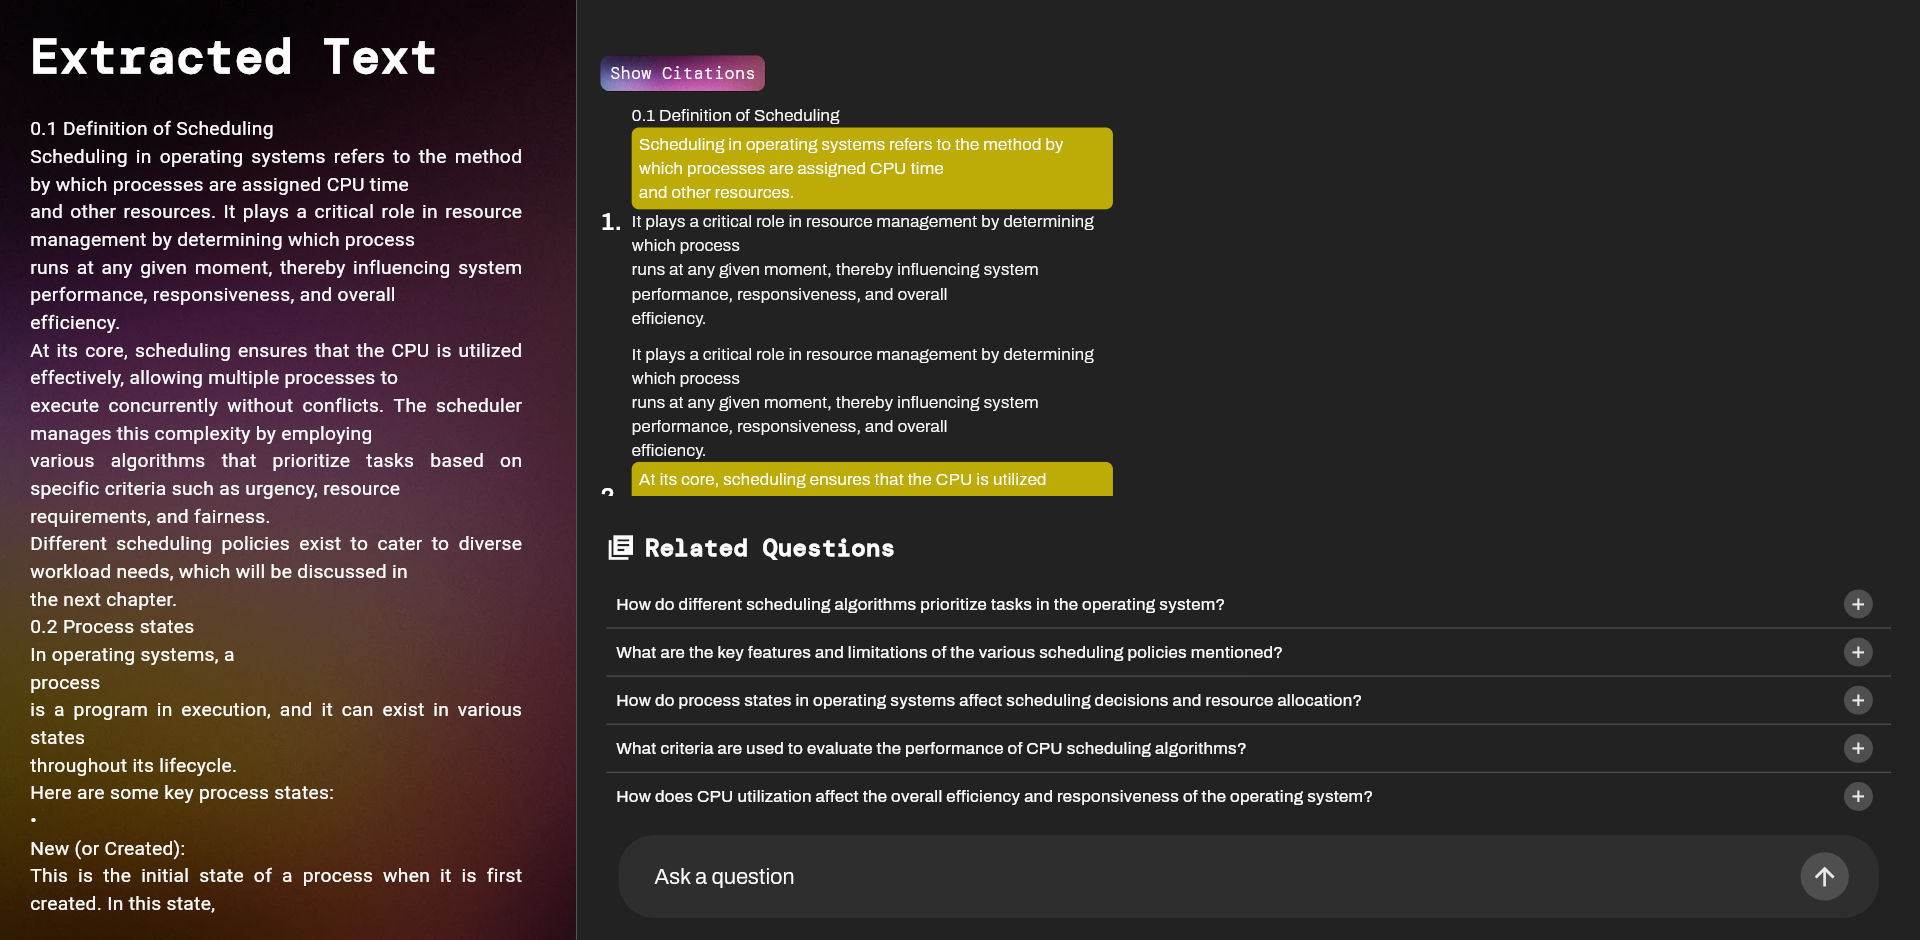 Extracted Text
0.1 Definition of Scheduling
Scheduling in operating systems refers to the method
by which processes are assigned CPU time
and other resources. It plays a critical role in resource
management by determining which process
runs at any given moment, thereby influencing system
performance, responsiveness, and overall
efficiency.
At its core, scheduling ensures that the CPU is utilized
effectively, allowing multiple processes to
execute concurrently without conflicts. The scheduler
manages this complexity by employing
various algorithms that prioritize tasks based on
specific criteria such as urgency, resource
requirements, and fairness.
Different scheduling policies exist to cater to diverse
workload needs, which will be discussed in
the next chapter.
0.2 Process states
In operating systems, a
process
is a program in execution, and it can exist in various
states
throughout its lifecycle.
Here are some key process states:
•
New (or Created):
This is the initial state of a process when it is first
created. In this state,
Show Citations
0.1 Definition of Scheduling
Scheduling in operating systems refers to the method by
which processes are assigned CPU time
and other resources.
1. It plays a critical role in resource management by determining
which process
runs at any given moment, thereby influencing system
performance, responsiveness, and overall
efficiency.
It plays a critical role in resource management by determining
which process
runs at any given moment, thereby influencing system
performance, responsiveness, and overall
efficiency.
At its core, scheduling ensures that the CPU is utilized
Related Questions
How do different scheduling algorithms prioritize tasks in the operating system?
What are the key features and limitations of the various scheduling policies mentioned?
How do process states in operating systems affect scheduling decisions and resource allocation?
What criteria are used to evaluate the performance of CPU scheduling algorithms?
How does CPU utilization affect the overall efficiency and responsiveness of the operating system?
Ask a question